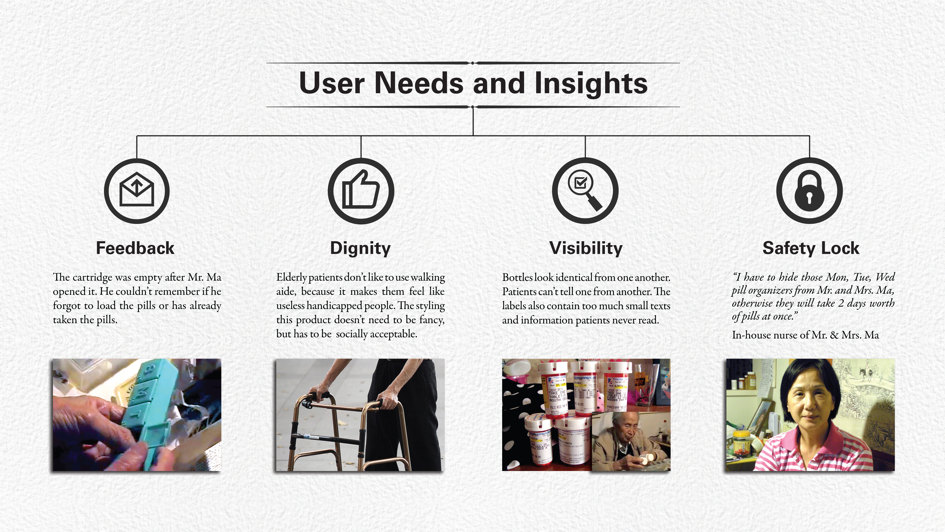 User Needs and Insights
Feedback
The cartridge was empty after Mr. Ma
opened it. He couldn't remember if he
forgot to load the pills or has already
taken the pills.
Dignity
Elderly patients don't like to use walking
aide, because it makes them feel like
useless handicapped people. The styling
this product doesn't need to be fancy,
but has to be socially acceptable.
Visibility
Bottles look identical from one another.
Patients can't tell one from another. The
labels also contain too much small texts
and information patients never read.
Safety Lock
"I have to hide those Mon, Tue, Wed
pill organizers from Mr. and Mrs. Ma,
otherwise they will take 2 days worth
of pills at once."
In-house nurse of Mr. & Mrs. Ma